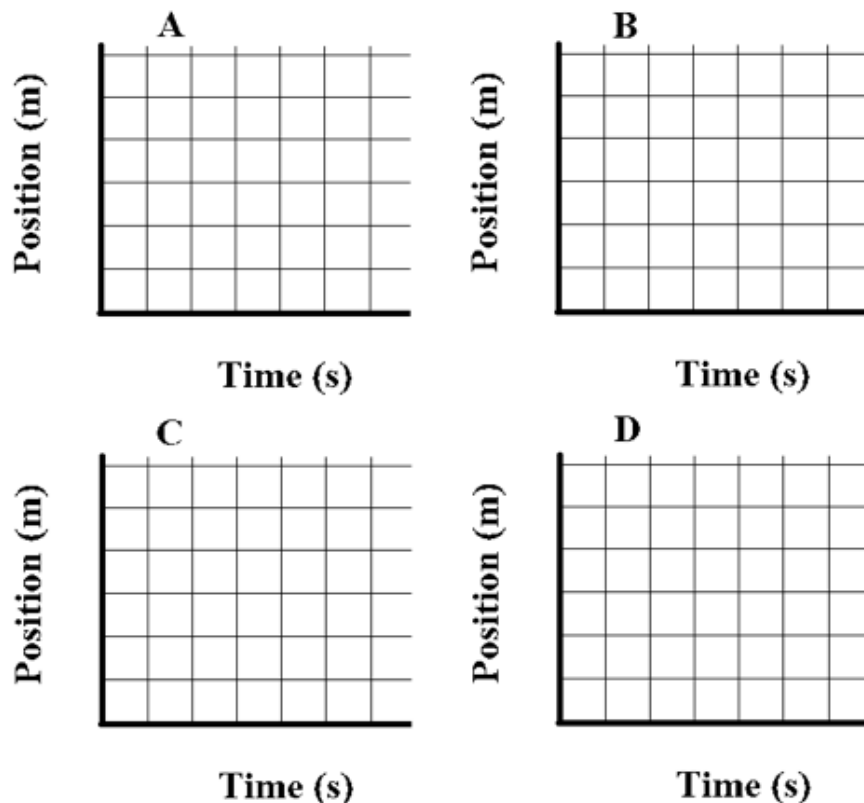 A
B
Position (m)
Position (m)
Time (s)
Time (s)
C
D
Position (m)
Position (m)
Time (s)
Time (s)